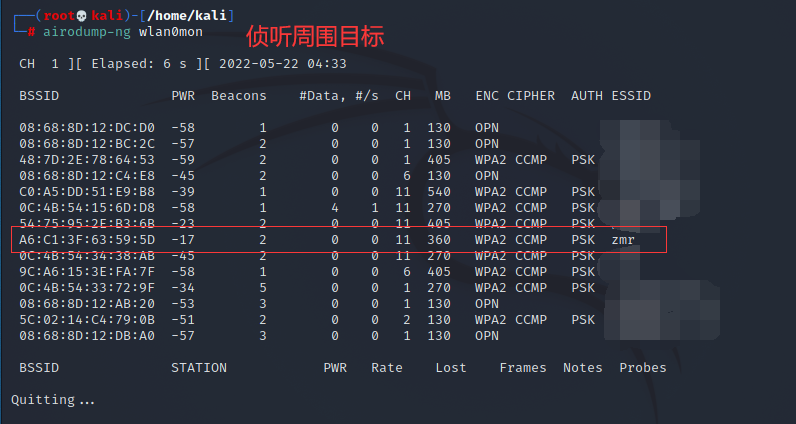 ┌──(root💀kali)-[/home/kali]
└─# airodump-ng wlan0mon
侦听周围目标
CH  1 ][ Elapsed: 6 s ][ 2022-05-22 04:33
BSSID              PWR  Beacons    #Data, #/s  CH   MB   ENC CIPHER  AUTH ESSID
08:68:8D:12:DC:D0  -58        1        0    0   1  130   OPN
08:68:8D:12:BC:2C  -57        2        0    0   1  130   OPN
48:7D:2E:78:64:53  -59        2        0    0   1  405   WPA2 CCMP   PSK
08:68:8D:12:C4:E8  -45        2        0    0   6  130   OPN
C0:A5:DD:51:E9:B8  -39        1        0    0  11  540   WPA2 CCMP   PSK
0C:4B:54:15:6D:D8  -58        1        4    1  11  270   WPA2 CCMP   PSK
54:75:95:2E:B3:6B  -23        2        0    0  11  405   WPA2 CCMP   PSK
A6:C1:3F:63:59:5D  -17        2        0    0  11  360   WPA2 CCMP   PSK  zmr
0C:4B:54:34:38:AB  -45        2        0    0  11  270   WPA2 CCMP   PSK
9C:A6:15:3E:FA:7F  -58        1        0    0   6  405   WPA2 CCMP   PSK
0C:4B:54:33:72:9F  -34        5        0    0   1  270   WPA2 CCMP   PSK
08:68:8D:12:AB:20  -53        3        0    0   1  130   OPN
5C:02:14:C4:79:0B  -51        2        0    0   2  130   WPA2 CCMP   PSK
08:68:8D:12:DB:A0  -57        3        0    0   1  130   OPN
BSSID              STATION            PWR   Rate    Lost    Frames  Notes  Probes
Quitting...